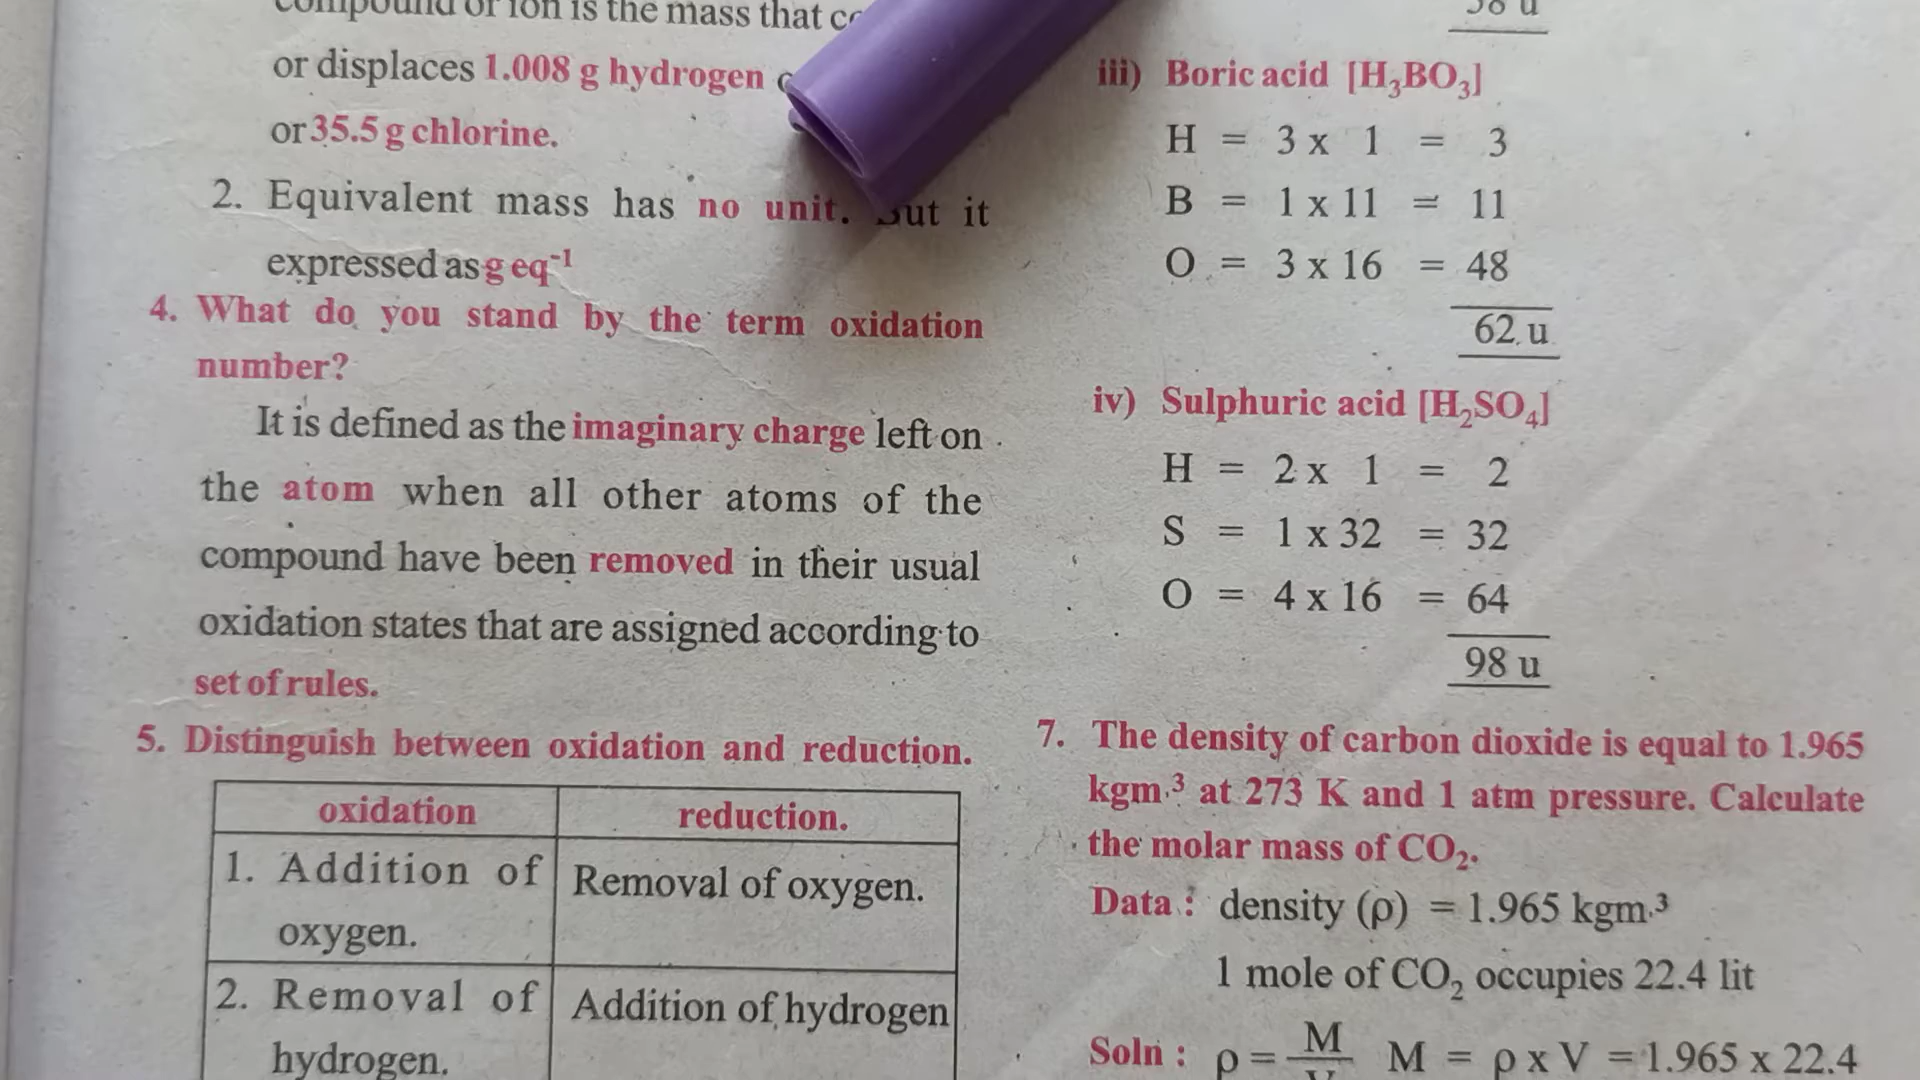 compound or ion is the mass that
or displaces 1.008 g hydrogen
or 35.5 g chlorine.
2. Equivalent mass has no unit. But it
expressed as g eq⁻¹
4. What do you stand by the term oxidation
number?
It is defined as the imaginary charge left on
the atom when all other atoms of the
compound have been removed in their usual
oxidation states that are assigned according to
set of rules.
5. Distinguish between oxidation and reduction.
oxidation
reduction.
1. Addition of
oxygen.
Removal of oxygen.
2. Removal of
hydrogen.
Addition of hydrogen
iii) Boric acid [H₃BO₃]
H = 3 x 1 = 3
B = 1 x 11 = 11
O = 3 x 16 = 48
62 u
iv) Sulphuric acid [H₂SO₄]
H = 2 x 1 = 2
S = 1 x 32 = 32
O = 4 x 16 = 64
98 u
7. The density of carbon dioxide is equal to 1.965
kgm.³ at 273 K and 1 atm pressure. Calculate
the molar mass of CO₂.
Data : density (ρ) = 1.965 kgm.³
1 mole of CO₂ occupies 22.4 lit
Soln : ρ = M/V M = ρ x V = 1.965 x 22.4